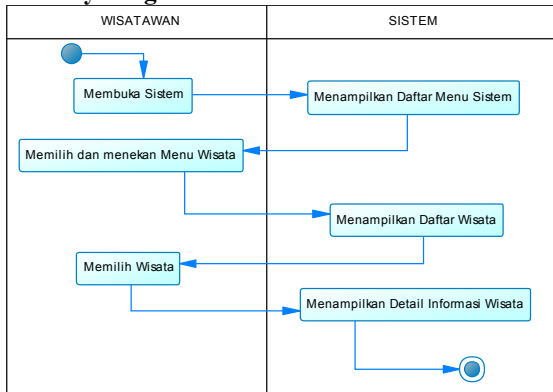 WISATAWAN
SISTEM
Membuka Sistem
Menampilkan Daftar Menu Sistem
Memilih dan menekan Menu Wisata
Menampilkan Daftar Wisata
Memilih Wisata
Menampilkan Detail Informasi Wisata